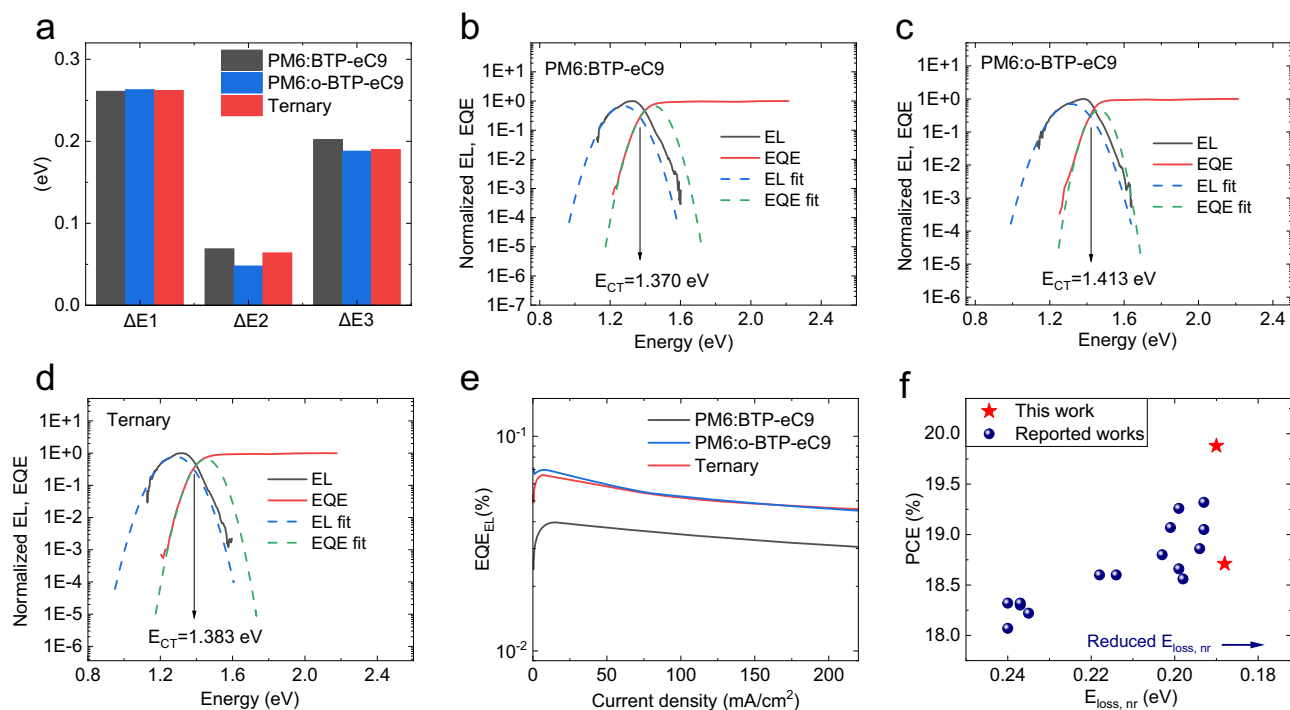 a
0.3
0.2
0.1
0.0
(eV)
PM6:BTP-eC9
PM6:o-BTP-eC9
Ternary
ΔE1
ΔE2
ΔE3
b
PM6:BTP-eC9
Normalized EL, EQE
1E+1
1E+0
1E-1
1E-2
1E-3
1E-4
1E-5
1E-6
1E-7
EL
EQE
EL fit
EQE fit
E_CT=1.370 eV
0.8 1.2 1.6 2.0 2.4
Energy (eV)
c
PM6:o-BTP-eC9
Normalized EL, EQE
1E+1
1E+0
1E-1
1E-2
1E-3
1E-4
1E-5
1E-6
EL
EQE
EL fit
EQE fit
E_CT=1.413 eV
0.8 1.2 1.6 2.0 2.4
Energy (eV)
d
Ternary
Normalized EL, EQE
1E+1
1E+0
1E-1
1E-2
1E-3
1E-4
1E-5
1E-6
EL
EQE
EL fit
EQE fit
E_CT=1.383 eV
0.8 1.2 1.6 2.0 2.4
Energy (eV)
e
EQE_EL(%)
10⁻¹
10⁻²
PM6:BTP-eC9
PM6:o-BTP-eC9
Ternary
0 50 100 150 200
Current density (mA/cm²)
f
This work
Reported works
PCE (%)
20.0
19.5
19.0
18.5
18.0
Reduced E_loss, nr
0.24 0.22 0.20 0.18
E_loss, nr (eV)